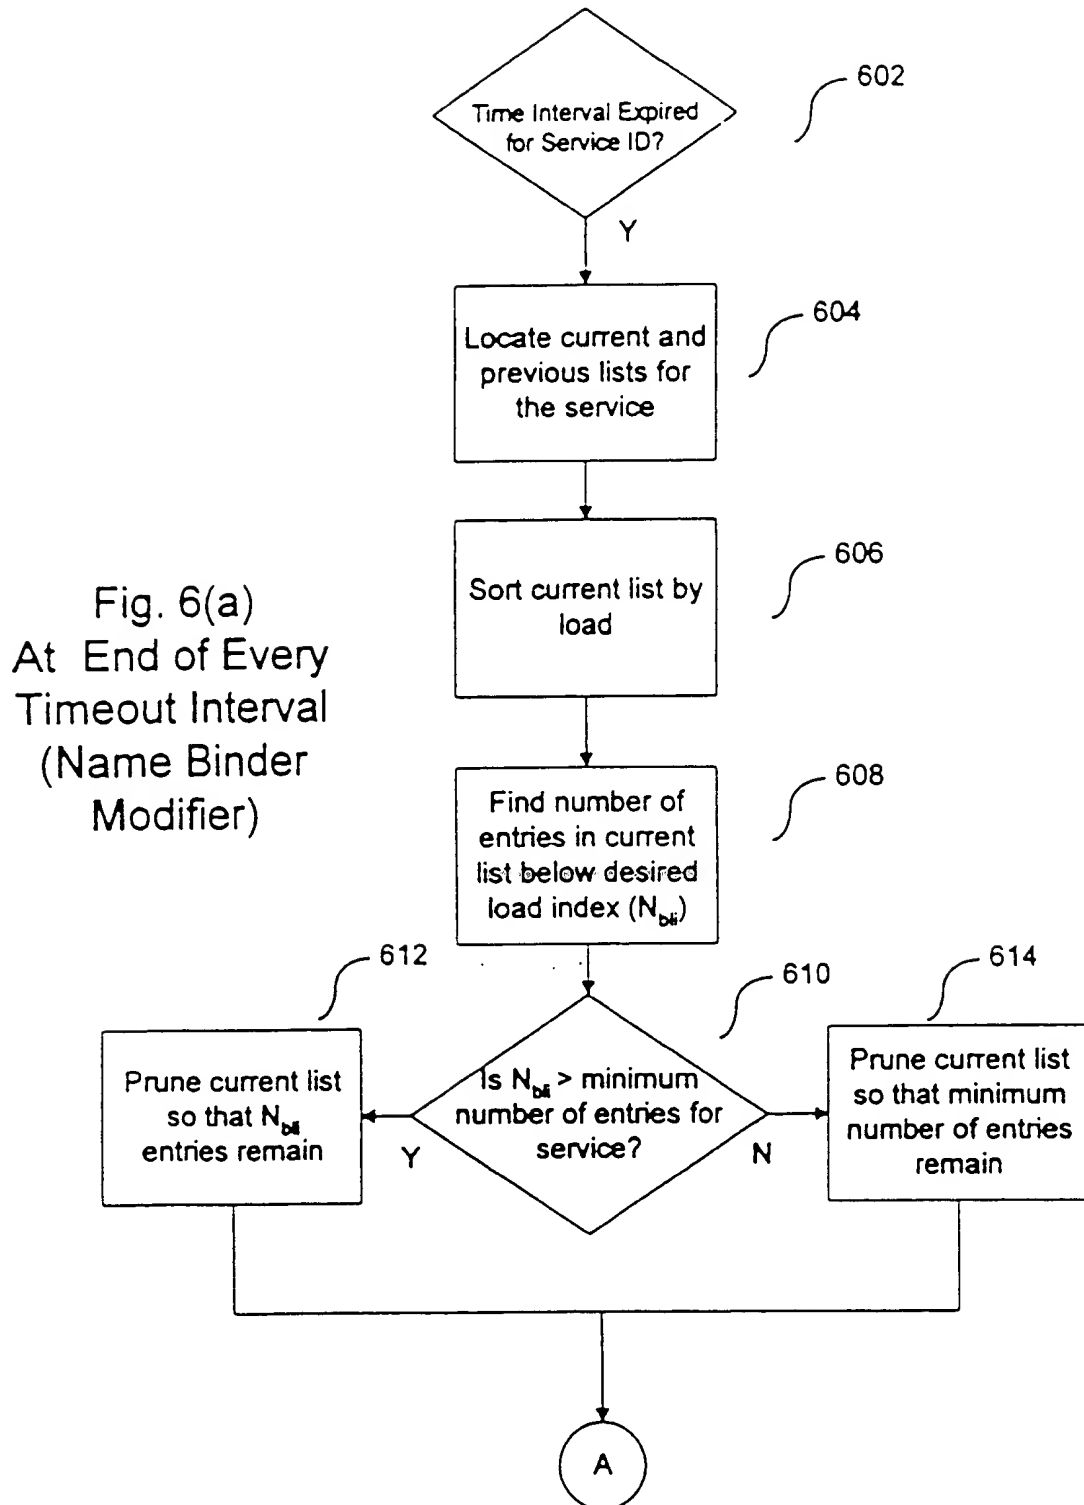 602
Time Interval Expired
for Service ID?
Y
604
Locate current and
previous lists for
the service
606
Sort current list by
load
Fig. 6(a)
At End of Every
Timeout Interval
(Name Binder
Modifier)
608
Find number of
entries in current
list below desired
load index (N_bli)
612
610
614
Prune current list
so that N_bli
entries remain
Is N_bli > minimum
number of entries for
service?
Y
N
Prune current list
so that minimum
number of entries
remain
A